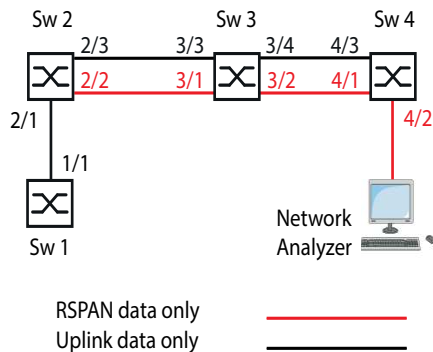 Sw 2
Sw 3
Sw 4
2/3
3/3
3/4
4/3
2/2
3/1
3/2
4/1
2/1
4/2
1/1
Sw 1
Network
Analyzer
RSPAN data only
Uplink data only